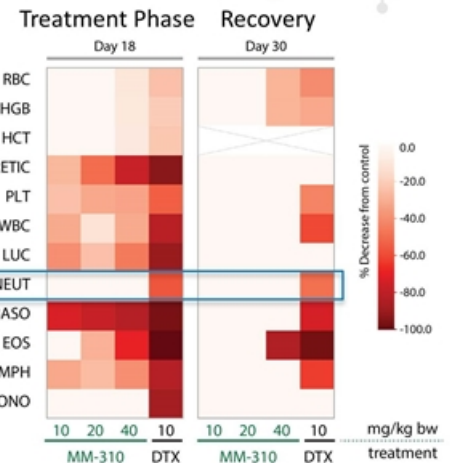 Treatment Phase Recovery
Day 18 Day 30
RBC
HGB
HCT
ETIC
PLT
WBC
LUC
NEUT
ASO
EOS
MPH
ONO
0.0
-20.0
-40.0
-60.0
-80.0
-100.0
% Decrease from control
10 20 40 10 10 20 40 10 mg/kg bw
MM-310 DTX MM-310 DTX treatment